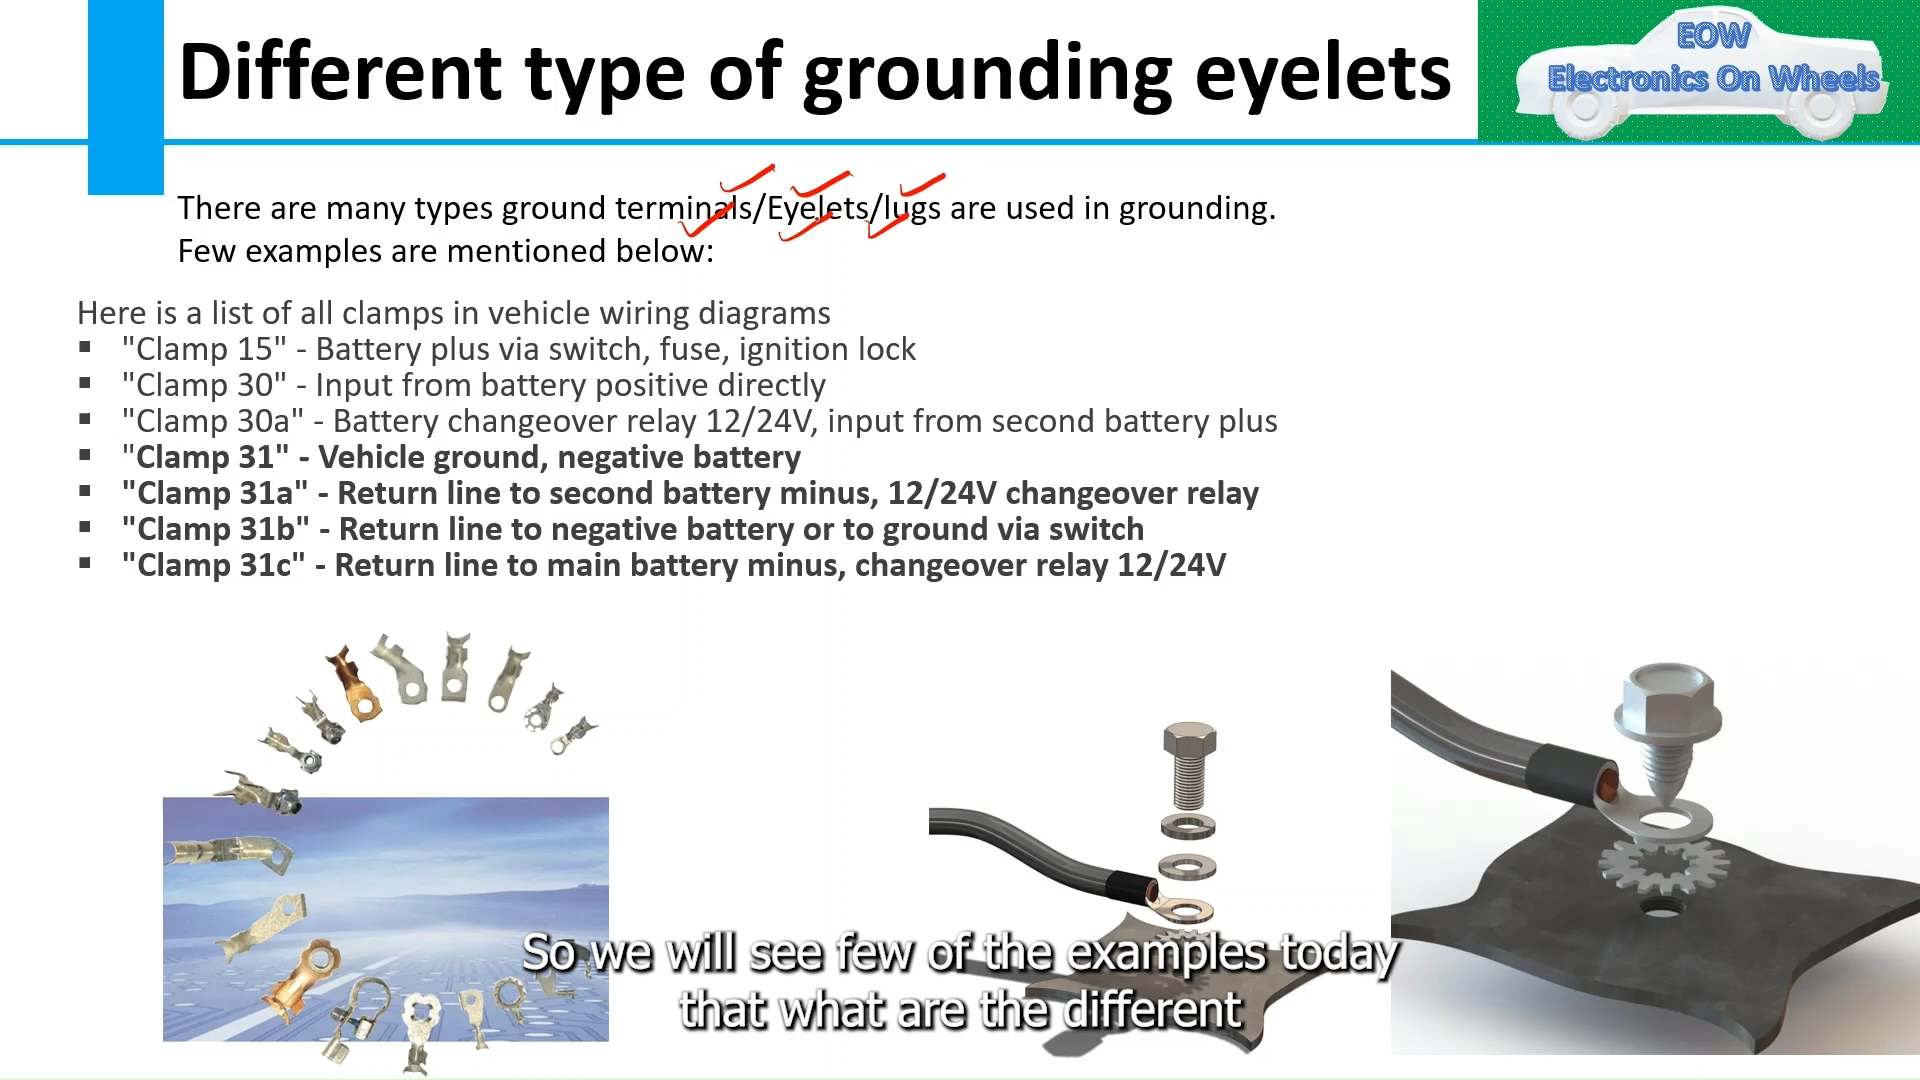 Different type of grounding eyelets
EOW
Electronics On Wheels
There are many types ground terminals/Eyelets/lugs are used in grounding.
Few examples are mentioned below:
Here is a list of all clamps in vehicle wiring diagrams
▪ "Clamp 15" - Battery plus via switch, fuse, ignition lock
▪ "Clamp 30" - Input from battery positive directly
▪ "Clamp 30a" - Battery changeover relay 12/24V, input from second battery plus
▪ "Clamp 31" - Vehicle ground, negative battery
▪ "Clamp 31a" - Return line to second battery minus, 12/24V changeover relay
▪ "Clamp 31b" - Return line to negative battery or to ground via switch
▪ "Clamp 31c" - Return line to main battery minus, changeover relay 12/24V
So we will see few of the examples today
that what are the different